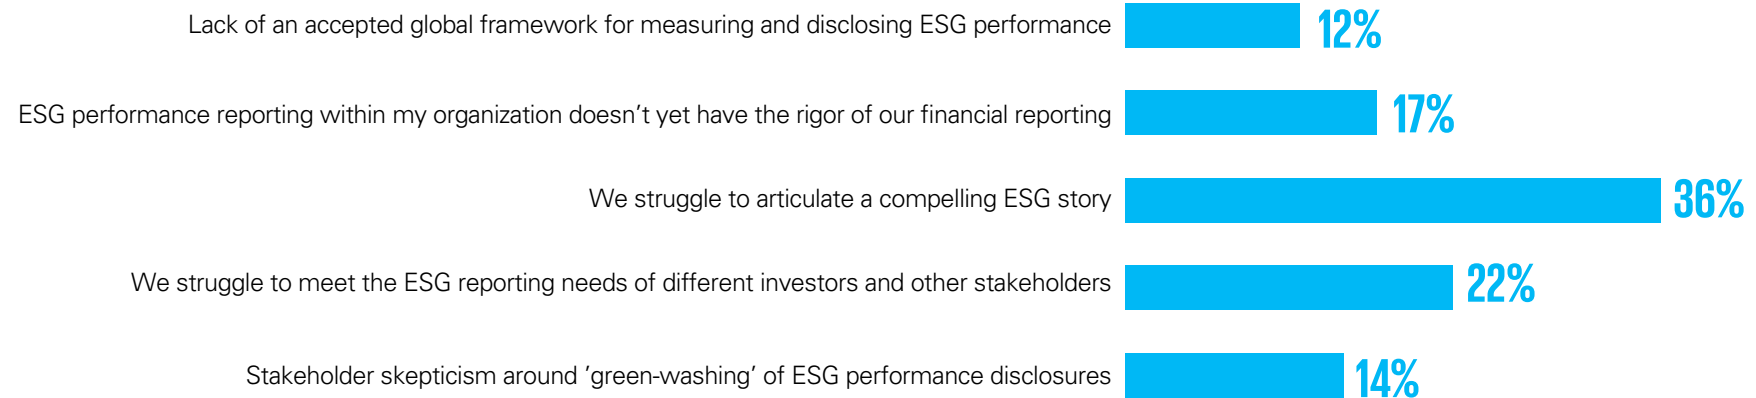 Lack of an accepted global framework for measuring and disclosing ESG performance 12%
ESG performance reporting within my organization doesn’t yet have the rigor of our financial reporting 17%
We struggle to articulate a compelling ESG story 36%
We struggle to meet the ESG reporting needs of different investors and other stakeholders 22%
Stakeholder skepticism around ’green-washing’ of ESG performance disclosures 14%